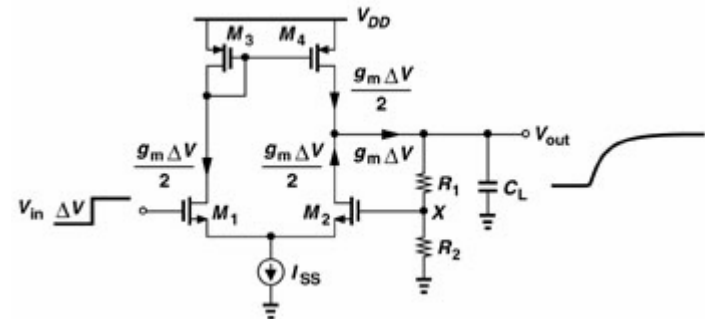 V_DD
M_3 M_4
g_m ΔV
2
g_m ΔV
2
g_m ΔV
2
g_m ΔV
V_out
R_1
C_L
V_in ΔV
M_1
M_2
X
R_2
I_SS